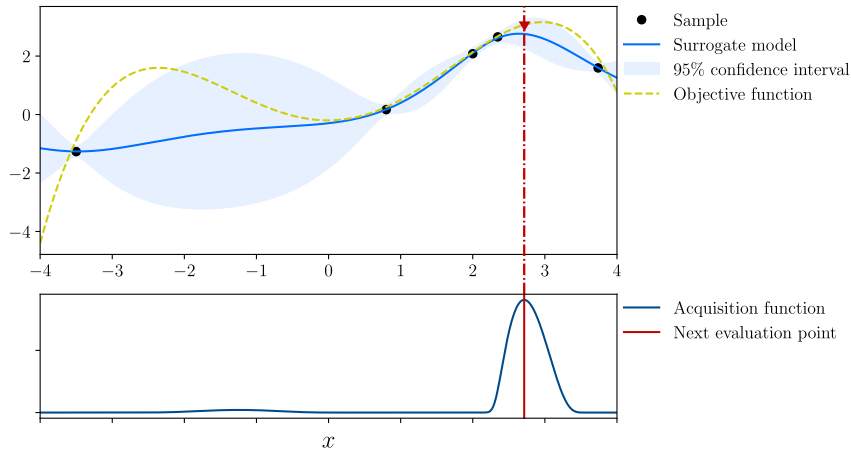 Sample
Surrogate model
95% confidence interval
Objective function
2
0
−2
−4
−4 −3 −2 −1 0 1 2 3 4
Acquisition function
Next evaluation point
x